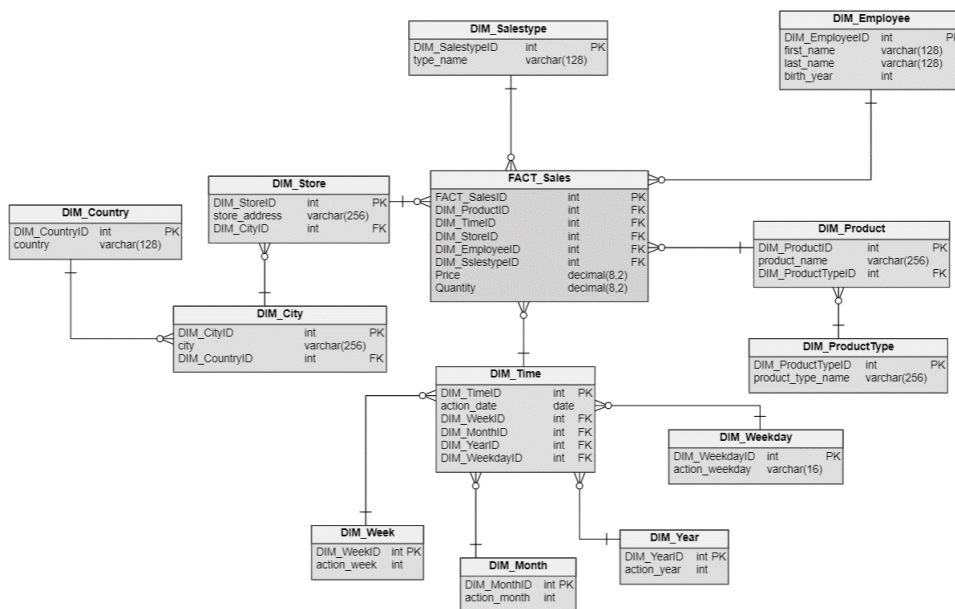 DIM_Salestype
DIM_SalestypeID int PK
type_name varchar(128)
DIM_Employee
DIM_EmployeeID int PK
first_name varchar(128)
last_name varchar(128)
birth_year int
DIM_Store
DIM_StoreID int PK
store_address varchar(256)
DIM_CityID int FK
FACT_Sales
FACT_SalesID int PK
DIM_ProductID int FK
DIM_TimeID int FK
DIM_StoreID int FK
DIM_EmployeeID int FK
DIM_SslestypeID int FK
Price decimal(8,2)
Quantity decimal(8,2)
DIM_Country
DIM_CountryID int PK
country varchar(128)
DIM_Product
DIM_ProductID int PK
product_name varchar(256)
DIM_ProductTypeID int FK
DIM_City
DIM_CityID int PK
city varchar(256)
DIM_CountryID int FK
DIM_ProductType
DIM_ProductTypeID int PK
product_type_name varchar(256)
DIM_Time
DIM_TimeID int PK
action_date date
DIM_WeekID int FK
DIM_MonthID int FK
DIM_YearID int FK
DIM_WeekdayID int FK
DIM_Weekday
DIM_WeekdayID int PK
action_weekday varchar(16)
DIM_Week
DIM_WeekID int PK
action_week int
DIM_Month
DIM_MonthID int PK
action_month int
DIM_Year
DIM_YearID int PK
action_year int